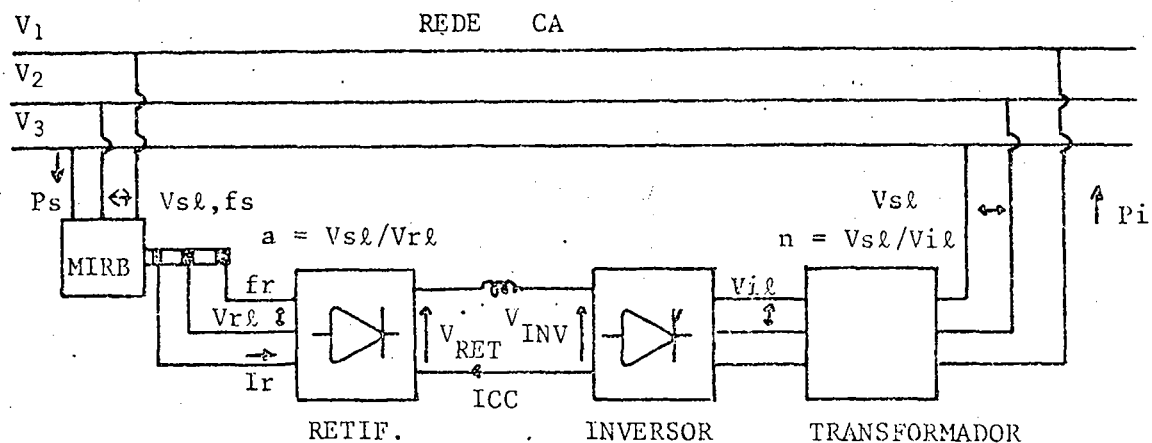 V1 REDE CA
V2
V3
Ps Vsℓ,fs Vsℓ Pi
MIRB a = Vsℓ/Vrℓ n = Vsℓ/Viℓ
fr Viℓ
Vrℓ VRET VINV
Ir ICC
RETIF. INVERSOR TRANSFORMADOR